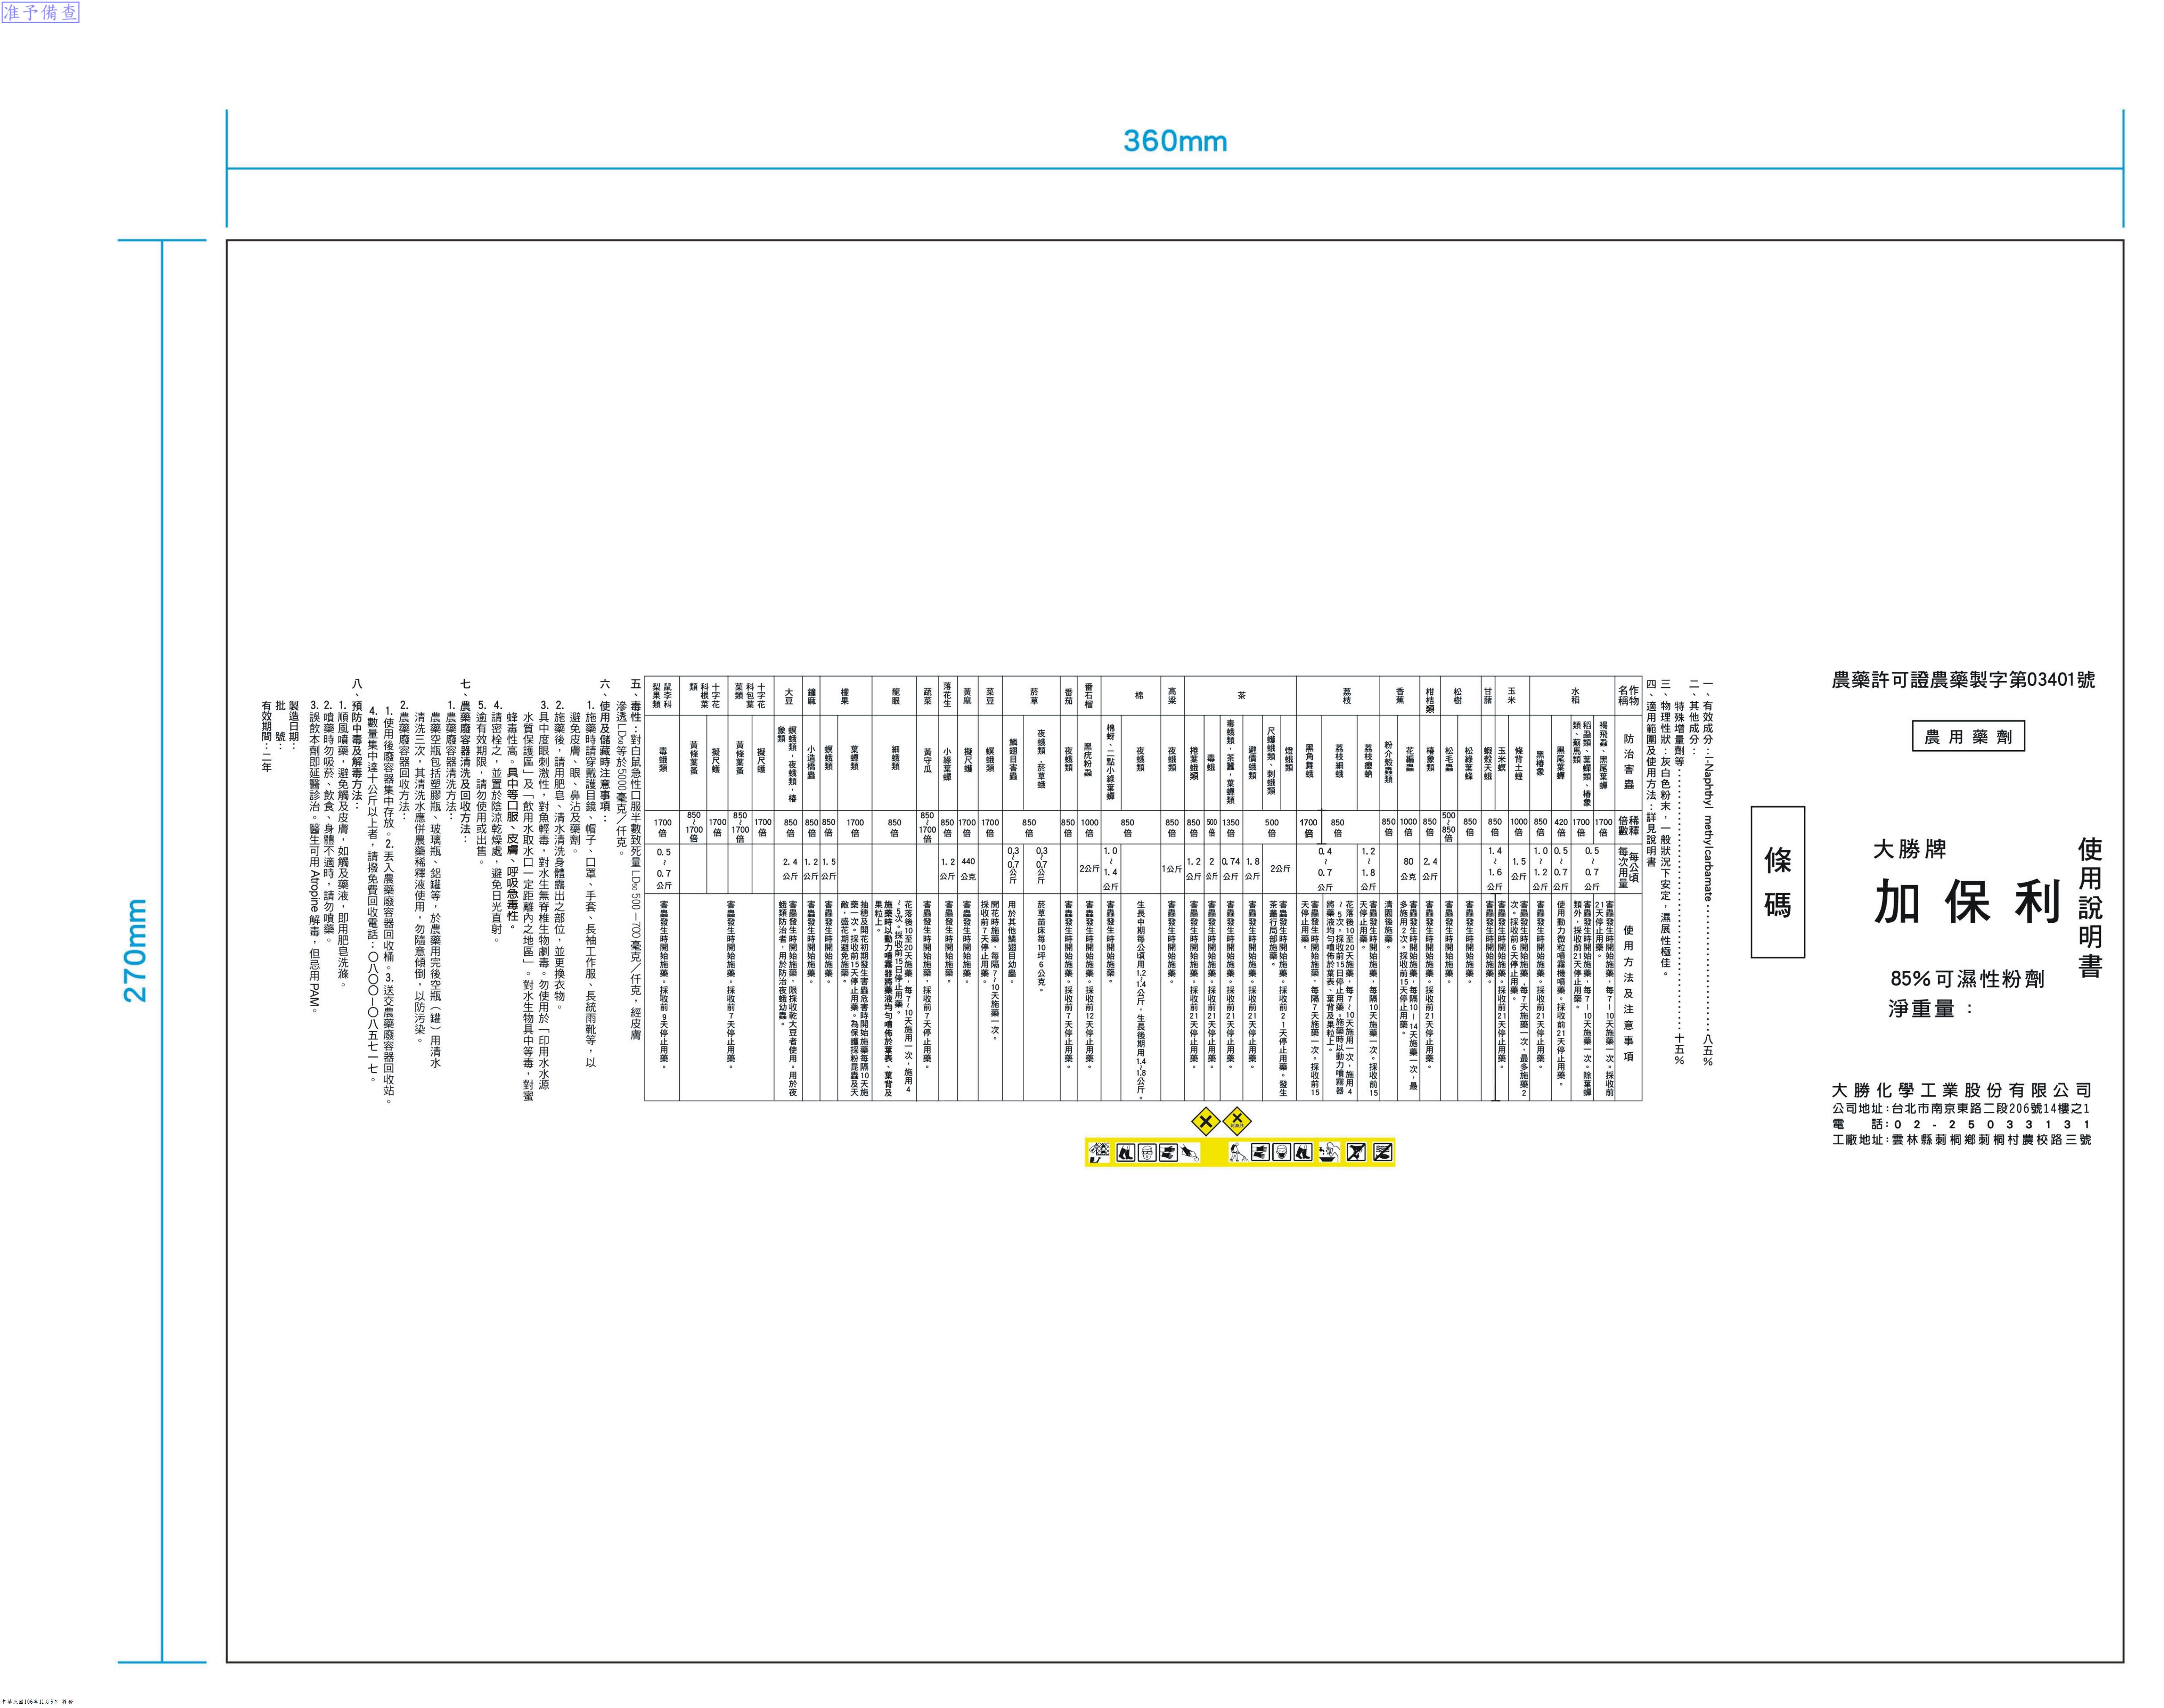 准予備查
360mm
270mm
農藥許可證農藥製字第03401號
農用藥劑
使用說明書
大勝牌
加保利
85%可濕性粉劑
淨重量：
大勝化學工業股份有限公司
公司地址:台北市南京東路二段206號14樓之1
電　話:02-25033131
工廠地址:雲林縣莿桐鄉莿桐村農校路三號
條碼
一、有效成分：l-Naphthyl methylcarbamate……八五%
二、其他成分：
特殊增量劑等……十五%
三、物理性狀：灰白色粉末，一般狀況下安定，濕展性極佳。
四、適用範圍及使用方法：詳見說明書
作物名稱　防治害蟲　稀釋倍數　每公頃每次用量　使用方法及注意事項
水稻　褐飛蝨、黑尾葉蟬　1700倍　0.5~0.7公斤　害蟲發生時開始施藥，每7-10天施藥一次。採收前21天停止用藥。
稻蝨類、葉蟬類、椿象類、薊馬類　1700倍　害蟲發生時開始施藥，每7-10天施藥一次。除葉蟬類外，採收前21天停止用藥。
黑尾葉蟬　420倍　0.5~0.7公斤　使用動力微粒噴霧機噴藥。採收前21天停止用藥。
黑椿象　850倍　1.0~1.2公斤　害蟲發生時開始施藥。採收前21天停止用藥。
玉米　條背土蝗　1000倍　1.5公斤　害蟲發生時開始施藥，每7天施藥一次，最多施藥2次。採收前6天停止用藥。
玉米螟　850倍　1.4~1.6公斤　害蟲發生時開始施藥。採收前21天停止用藥。
甘藷　蝦殼天蛾　害蟲發生時開始施藥。
松樹　松綠葉蜂　850倍　害蟲發生時開始施藥。
松毛蟲　500~850倍　害蟲發生時開始施藥。
柑桔類　椿象類　850倍　2.4公斤　害蟲發生時開始施藥。採收前21天停止用藥。
香蕉　花編蟲　1000倍　80公克　害蟲發生時開始施藥，每隔10-14天施藥一次，最多施用2次。採收前15天停止用藥。
粉介殼蟲類　850倍　清園後施藥。
荔枝　荔枝癭蚋　850倍　1.2~1.8公斤　害蟲發生時開始施藥，每隔10天施藥一次。採收前15天停止用藥。
荔枝細蛾　0.4~0.7公斤　花落後10至20天施藥，每7~10天施用一次，施用4~5次。採收前15日停止用藥。施藥時以動力噴霧器將藥液均勻噴佈於葉表、葉背及果粒上。
黑角舞蛾　1700倍　害蟲發生時開始施藥，每隔7天施藥一次。採收前15天停止用藥。
茶　燈蛾類　500倍　2公斤　害蟲發生時開始施藥。採收前21天停止用藥。發生茶叢行局部施藥。
尺蠖蛾類、刺蛾類
避債蛾類　1.8公斤　害蟲發生時開始施藥。採收前21天停止用藥。
毒蛾類、茶蠶，葉蟬類　1350倍　0.74公斤　害蟲發生時開始施藥。採收前21天停止用藥。
毒蛾　500倍　2公斤　害蟲發生時開始施藥。採收前21天停止用藥。
捲葉蛾類　850倍　1.2公斤　害蟲發生時開始施藥。採收前21天停止用藥。
高粱　夜蛾類　850倍　1公斤　害蟲發生時開始施藥。
棉　夜蛾類　850倍　生長中期每公頃用1.2~1.4公斤，生長後期用1.4~1.8公斤。
棉蚜、二點小綠葉蟬　1.0~1.4公斤　害蟲發生時開始施藥。
番石榴　黑疣粉蝨　1000倍　2公斤　害蟲發生時開始施藥。採收前12天停止用藥。
番茄　夜蛾類　850倍　害蟲發生時開始施藥。採收前7天停止用藥。
菸草　夜蛾類，菸草蛾　850倍　0.3~0.7公斤　菸草苗床每10坪6公克。
鱗翅目害蟲　0.3~0.7公斤　用於其他鱗翅目幼蟲
菜豆　螟蛾類　1700倍　開花時施藥，每隔7~10天施藥一次。採收前7天停止用藥。
黃麻　擬尺蠖　1700倍　440公克　害蟲發生時開始施藥。
落花生　小綠葉蟬　850倍　1.2公斤　害蟲發生時開始施藥。
蔬菜　黃守瓜　850~1700倍　害蟲發生時開始施藥，採收前7天停止用藥。
龍眼　細蛾類　850倍　花落後10至20天施藥，每7~10天施用一次，施用4~5次。採收前15日停止用藥。施藥時以動力噴霧器將藥液均勻噴佈於葉表、葉背及果粒上。
檬果　葉蟬類　1700倍　抽穗及開花初期發生害蟲危害時開始施藥每隔10天施藥一次。採收前15天停止用藥。為保護採粉昆蟲及天敵，盛花期避免施藥。
螟蛾類　850倍　1.5公斤　害蟲發生時開始施藥。
鐘麻　小造橋蟲　850倍　1.2公斤　害蟲發生時開始施藥。
大豆　螟蛾類，夜蛾類，椿象類　850倍　2.4公斤　害蟲發生時開始施藥，限採收乾大豆者使用。用於夜蛾類防治者，用於防治夜蛾幼蟲。
十字花科包葉菜類　擬尺蠖　1700倍　害蟲發生時開始施藥。採收前7天停止用藥。
黃條葉蚤　850~1700倍
十字花科根菜類　擬尺蠖　1700倍
黃條葉蚤　850~1700倍
鼠李科梨果類　毒蛾類　1700倍　0.5~0.7公斤　害蟲發生時開始施藥。採收前9天停止用藥。
五、毒性：對白鼠急性口服半數致死量LD₅₀ 500-700毫克／仟克，經皮膚
滲透LD₅₀等於5000毫克／仟克。
六、使用及儲藏時注意事項：
1.施藥時請穿戴護目鏡、帽子、口罩、手套、長袖工作服、長統雨靴等，以
避免皮膚、眼、鼻沾及藥劑。
2.施藥後，請用肥皂、清水清洗身體露出之部位，並更換衣物。
3.具中度眼刺激性，對魚輕毒，對水生無脊椎生物劇毒。勿使用於「印用水水源
水質保護區」及「飲用水取水口一定距離內之地區」。對水生物具中等毒，對蜜
蜂毒性高。具中等口服、皮膚、呼吸急毒性。
4.請密栓之，並置於陰涼乾燥處，避免日光直射。
5.逾有效期限，請勿使用或出售。
七、農藥廢容器清洗及回收方法：
1.農藥廢容器清洗方法：
農藥空瓶包括塑膠瓶、玻璃瓶、鋁罐等，於農藥用完後空瓶（罐）用清水
清洗三次，其清洗水應併農藥稀釋液使用，勿隨意傾倒，以防污染。
2.農藥廢容器回收方法：
1.使用後廢容器集中存放。2.丟入農藥廢容器回收桶。3.送交農藥廢容器回收站。
4.數量集中達十公斤以上者，請撥免費回收電話：〇八〇〇—〇八五七一七。
八、預防中毒及解毒方法：
1.順風噴藥，避免觸及皮膚，如觸及藥液，即用肥皂洗滌。
2.噴藥時勿吸菸、飲食、身體不適時，請勿噴藥。
3.誤飲本劑即延醫診治。醫生可用Atropine解毒，但忌用PAM。
製造日期：
批　號：
有效期間：二年